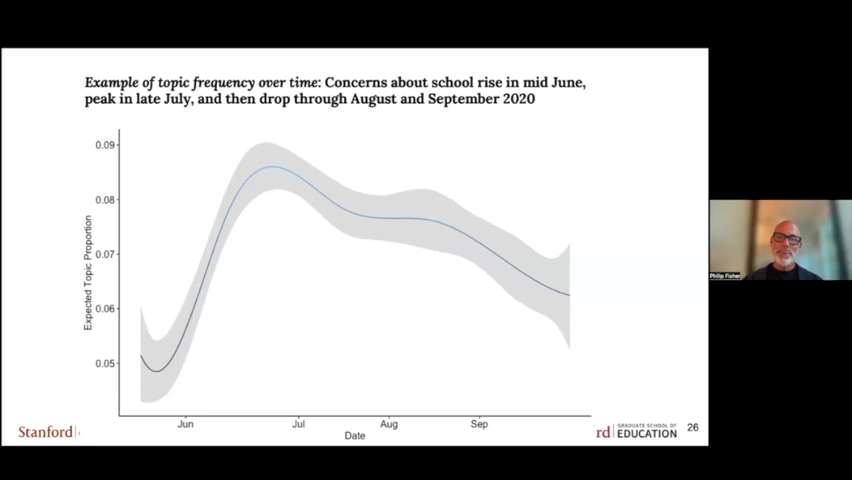 Example of topic frequency over time: Concerns about school rise in mid June,
peak in late July, and then drop through August and September 2020
Expected Topic Proportion
0.09
0.08
0.07
0.06
0.05
Jun
Jul
Aug
Sep
Date
Philip Fisher
Stanford
rd
GRADUATE SCHOOL OF
EDUCATION
26